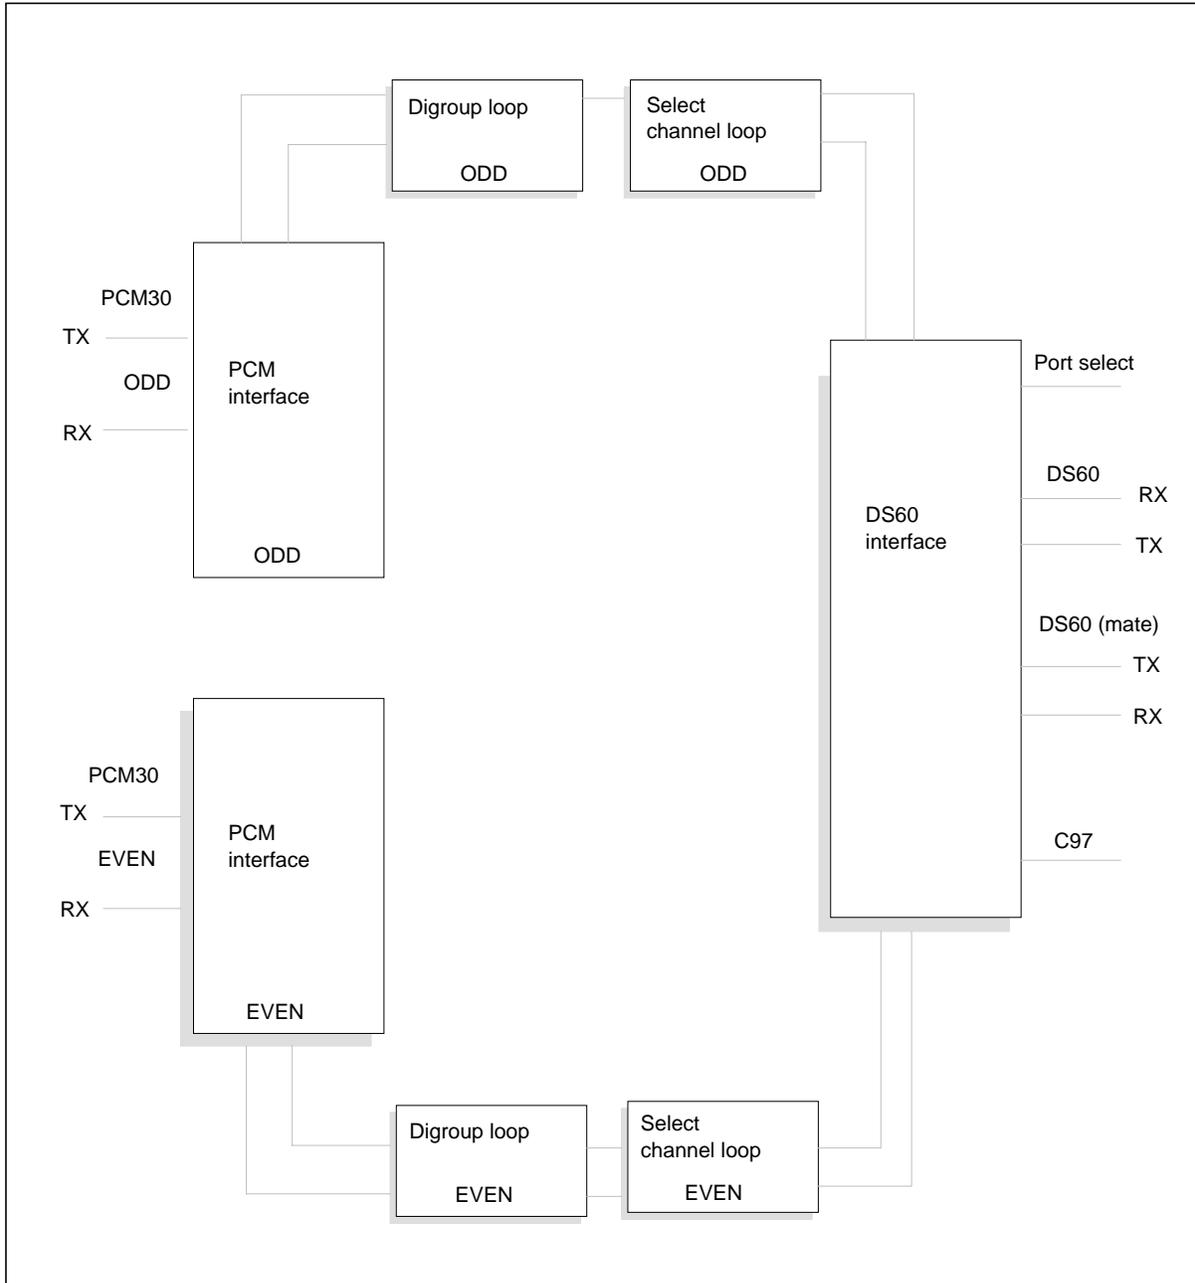 Digroup loop
ODD
Select
channel loop
ODD
PCM30
TX
ODD
RX
PCM
interface
ODD
Port select
DS60
RX
TX
DS60
interface
DS60 (mate)
TX
RX
C97
PCM30
TX
EVEN
RX
PCM
interface
EVEN
Digroup loop
EVEN
Select
channel loop
EVEN